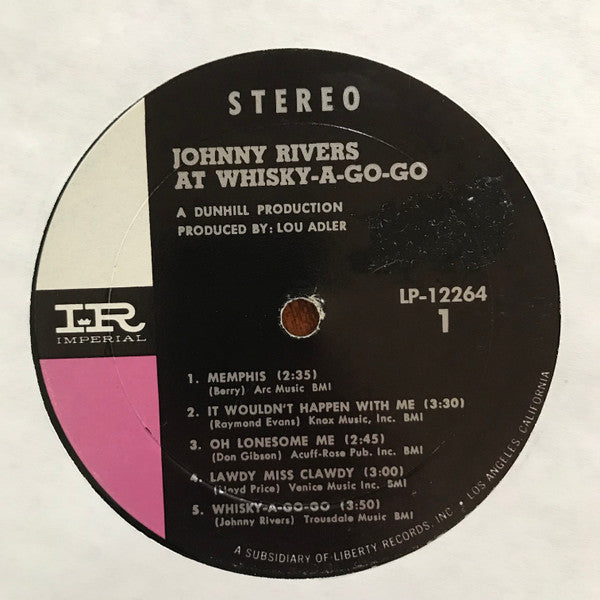 STEREO
JOHNNY RIVERS
AT WHISKY-A-GO-GO
A DUNHILL PRODUCTION
PRODUCED BY: LOU ADLER
LP-12264
1
IR
IMPERIAL
1. MEMPHIS (2:35)
(Berry) Arc Music BMI
2. IT WOULDN'T HAPPEN WITH ME (3:30)
(Raymond Evans) Knox Music, Inc. BMI
3. OH LONESOME ME (2:45)
(Don Gibson) Acuff-Rose Pub. Inc. BMI
4. LAWDY MISS CLAWDY (3:00)
(Lloyd Price) Venice Music Inc. BMI
5. WHISKY-A-GO-GO (3:50)
(Johnny Rivers) Trousdale Music BMI
A SUBSIDIARY OF LIBERTY RECORDS, INC • LOS ANGELES, CALIFORNIA